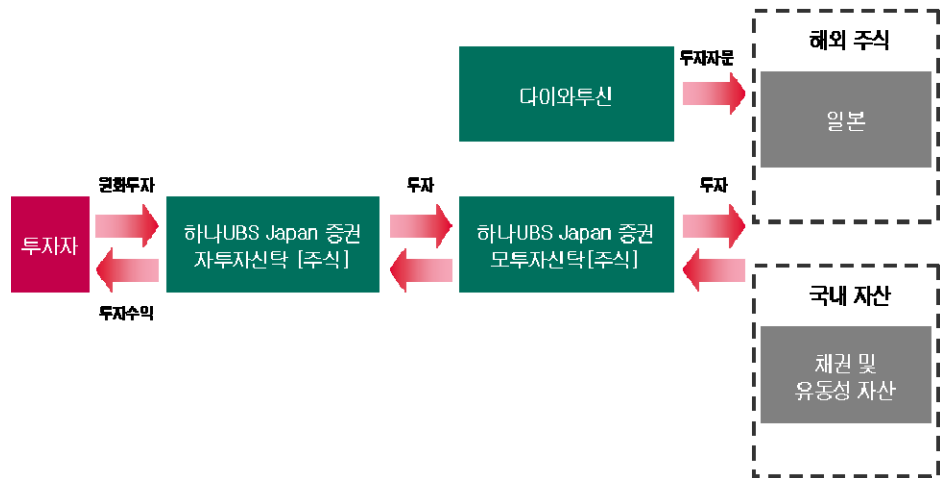 해외 주식
투자자문
다이와투신
일본
원화투자
투자
투자
투자자
하나UBS Japan 증권
자투자신탁 [주식]
하나UBS Japan 증권
모투자신탁[주식]
투자수익
국내 자산
채권 및
유동성 자산